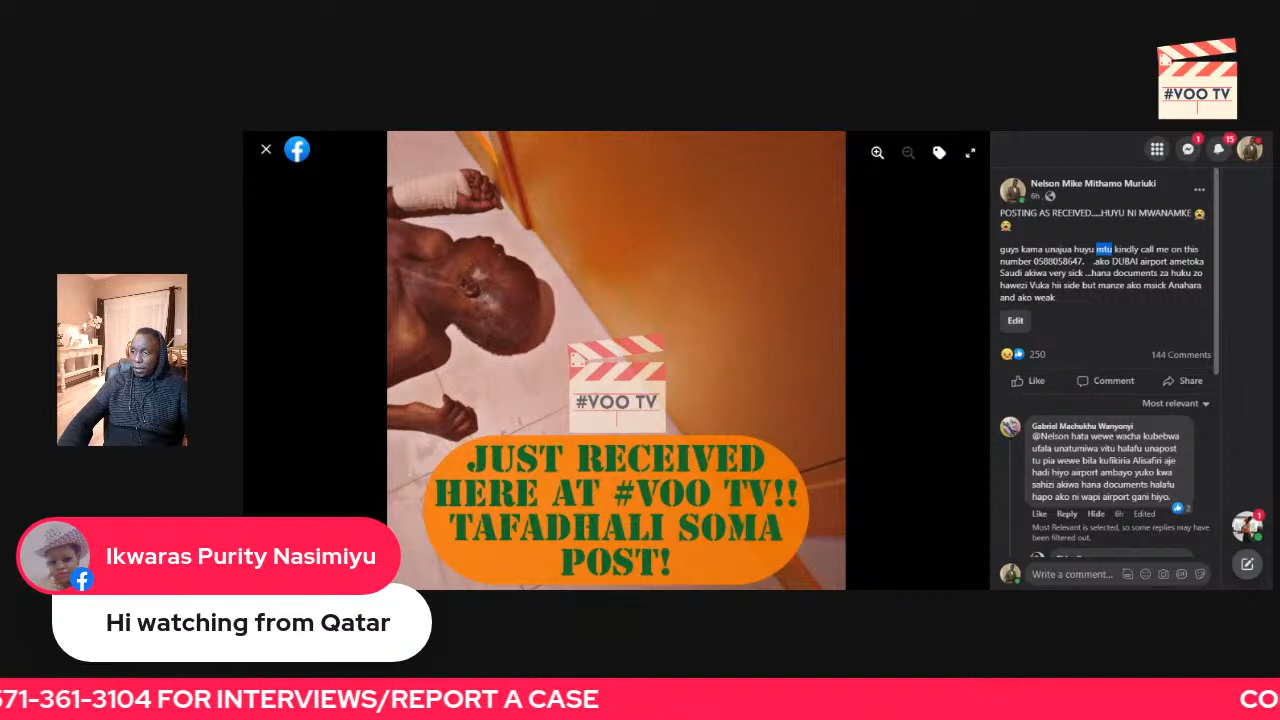 #VOO TV
Nelson Mike Mithamo Muriuki
6h
POSTING AS RECEIVED.....HUYU NI MWANAMKE
guys kama unajua huyu mtu kindly call me on this
number 0588058647. ..ako DUBAI airport ametoka
Saudi akiwa very sick ...hana documents za huku zo
hawezi Vuka hii side but manze ako msick Anahara
and ako weak
Edit
250
144 Comments
Like
Comment
Share
Most relevant
Gabriel Machukhu Wanyonyi
@Nelson hata wewe wacha kubebwa
ufala unatumiwa vitu halafu unapost
tu pia wewe bila kufikiria Alisafiri aje
hadi hiyo airport ambayo yuko kwa
sahizi akiwa hana documents halafu
hapo ako ni wapi airport gani hiyo.
2
Like Reply Hide 6h Edited
Most Relevant is selected, so some replies may have
been filtered out.
Write a comment...
1
15
1
#VOO TV
JUST RECEIVED
HERE AT #VOO TV!!
TAFADHALI SOMA
POST!
Ikwaras Purity Nasimiyu
Hi watching from Qatar
571-361-3104 FOR INTERVIEWS/REPORT A CASE
CO